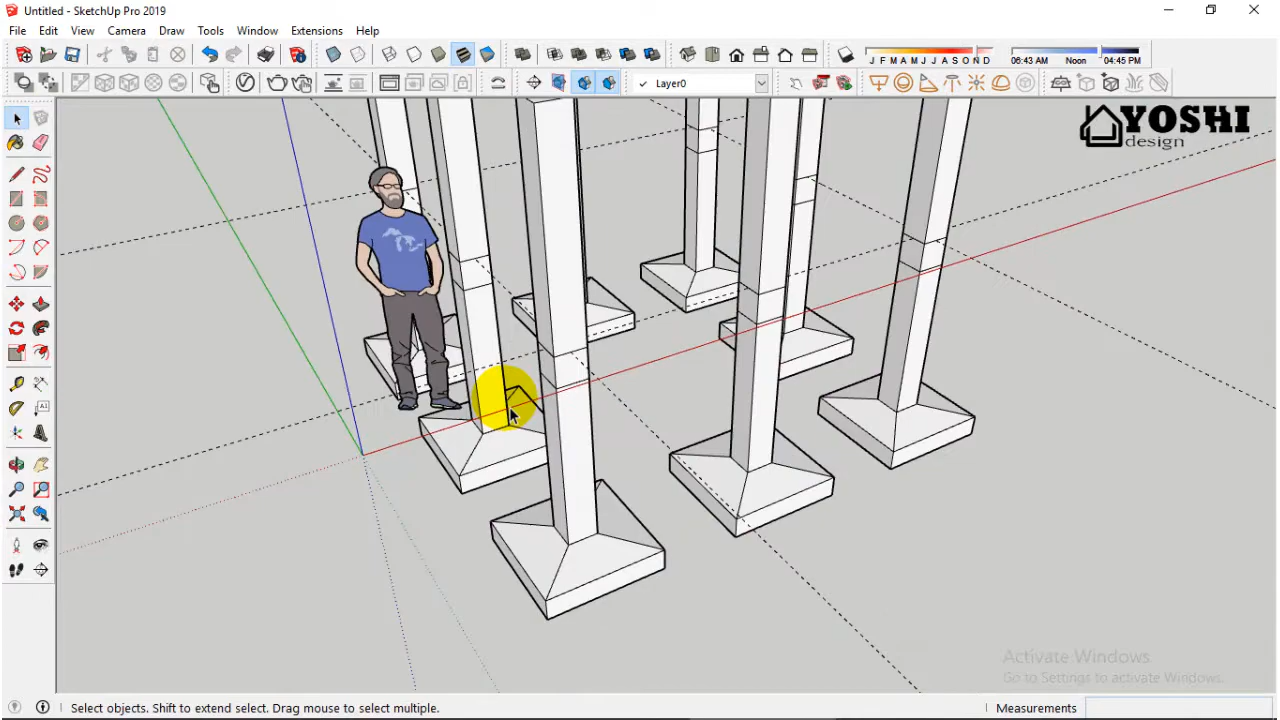 Untitled - SketchUp Pro 2019
File Edit View Camera Draw Tools Window Extensions Help
Layer0
J F M A M J J A S O N D
06:43 AM Noon 04:45 PM
YOSHI
design
A1
Activate Windows
Go to Settings to activate Windows.
Select objects. Shift to extend select. Drag mouse to select multiple.
Measurements